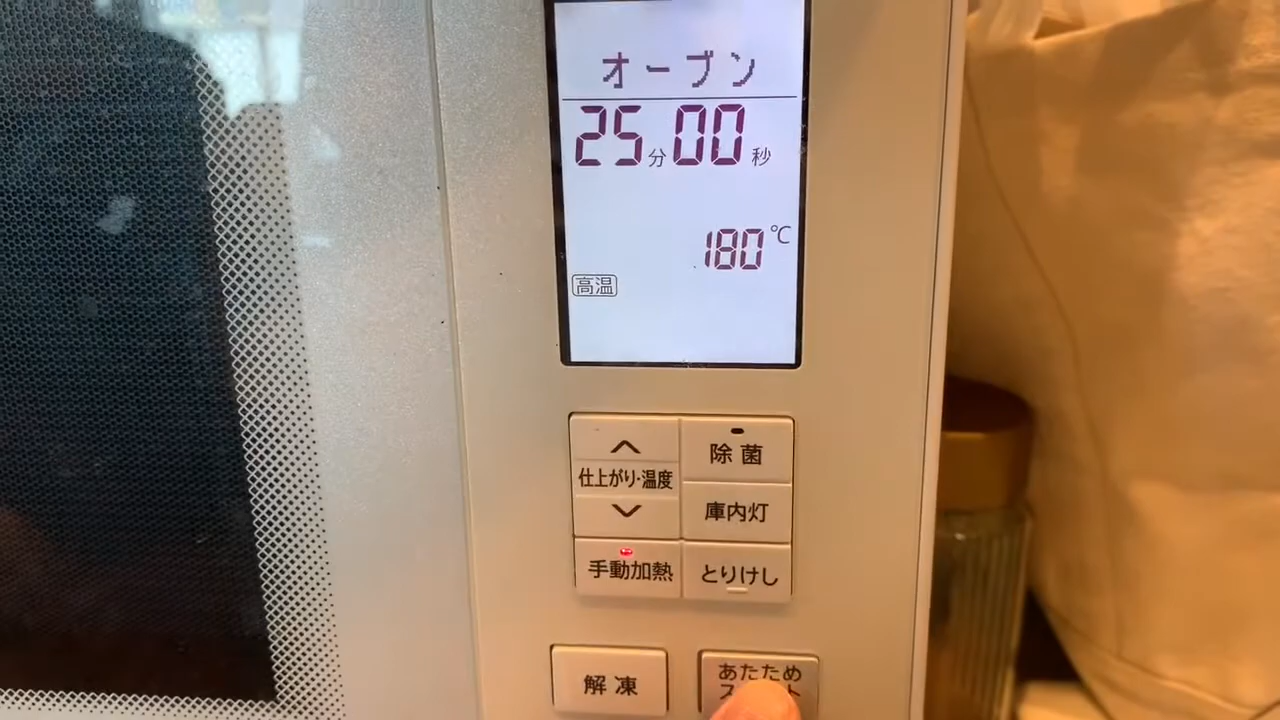 オーブン
25分00秒
180℃
高温
仕上がり・温度
除菌
庫内灯
手動加熱
とりけし
解凍
あたため